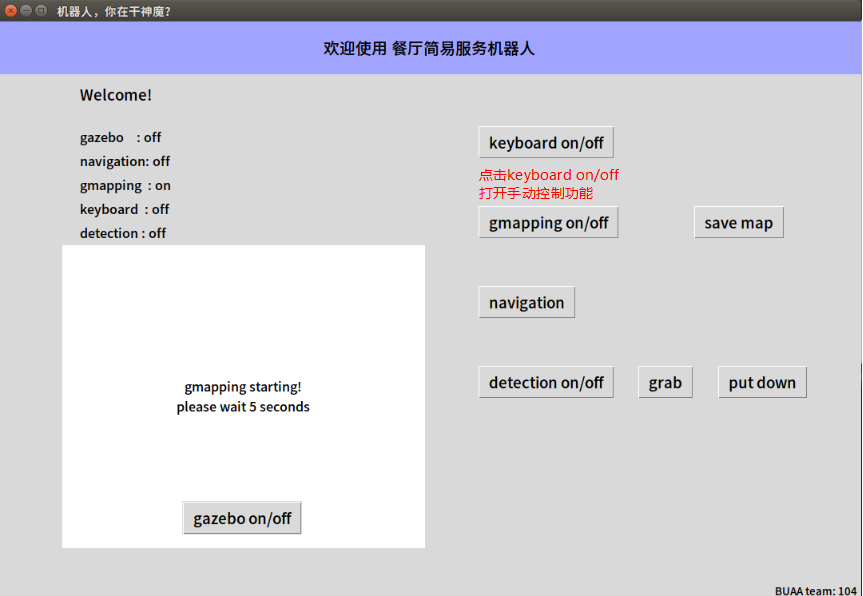 机器人，你在干神魔?
欢迎使用 餐厅简易服务机器人
Welcome!
gazebo : off
navigation: off
gmapping : on
keyboard : off
detection : off
gmapping starting!
please wait 5 seconds
gazebo on/off
keyboard on/off
点击keyboard on/off
打开手动控制功能
gmapping on/off
save map
navigation
detection on/off
grab
put down
BUAA team: 104